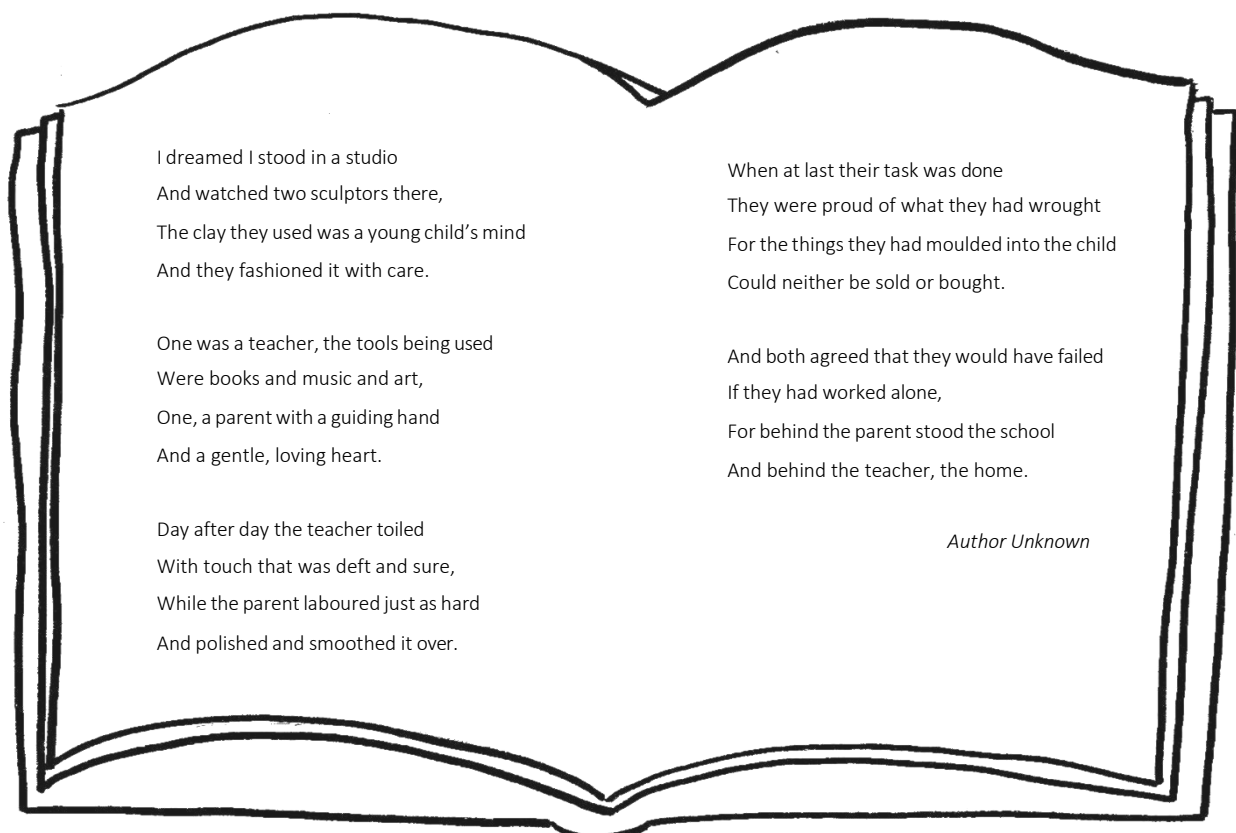 I dreamed I stood in a studio
And watched two sculptors there,
The clay they used was a young child’s mind
And they fashioned it with care.
One was a teacher, the tools being used
Were books and music and art,
One, a parent with a guiding hand
And a gentle, loving heart.
Day after day the teacher toiled
With touch that was deft and sure,
While the parent laboured just as hard
And polished and smoothed it over.
When at last their task was done
They were proud of what they had wrought
For the things they had moulded into the child
Could neither be sold or bought.
And both agreed that they would have failed
If they had worked alone,
For behind the parent stood the school
And behind the teacher, the home.
Author Unknown